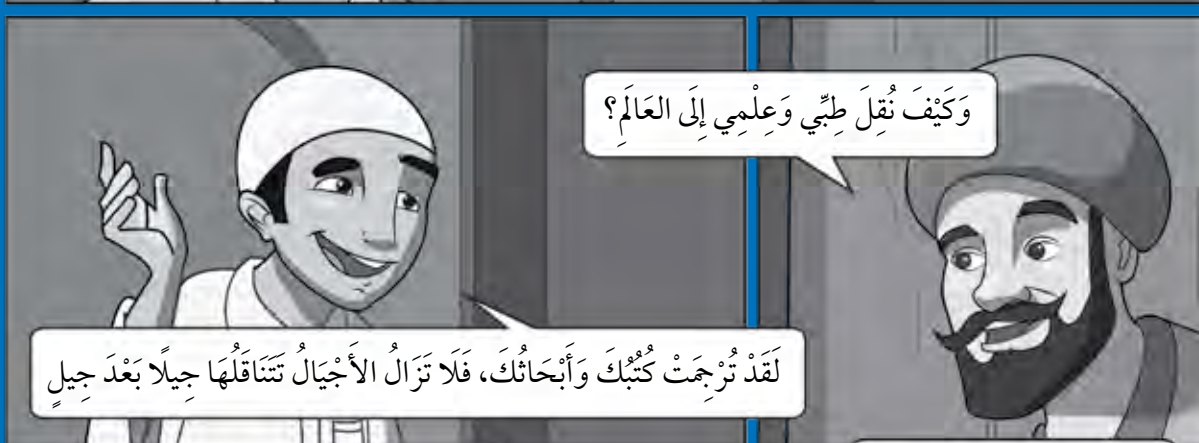 وَكَيْفَ نُقِلَ طِبِّي وَعِلْمِي إِلَى العَالَمِ؟
لَقَدْ تُرْجِمَتْ كُتُبُكَ وَأَبْحَاثُكَ، فَلَا تَزَالُ الأَجْيَالُ تَتَنَاقَلُهَا جِيلًا بَعْدَ جِيلٍ